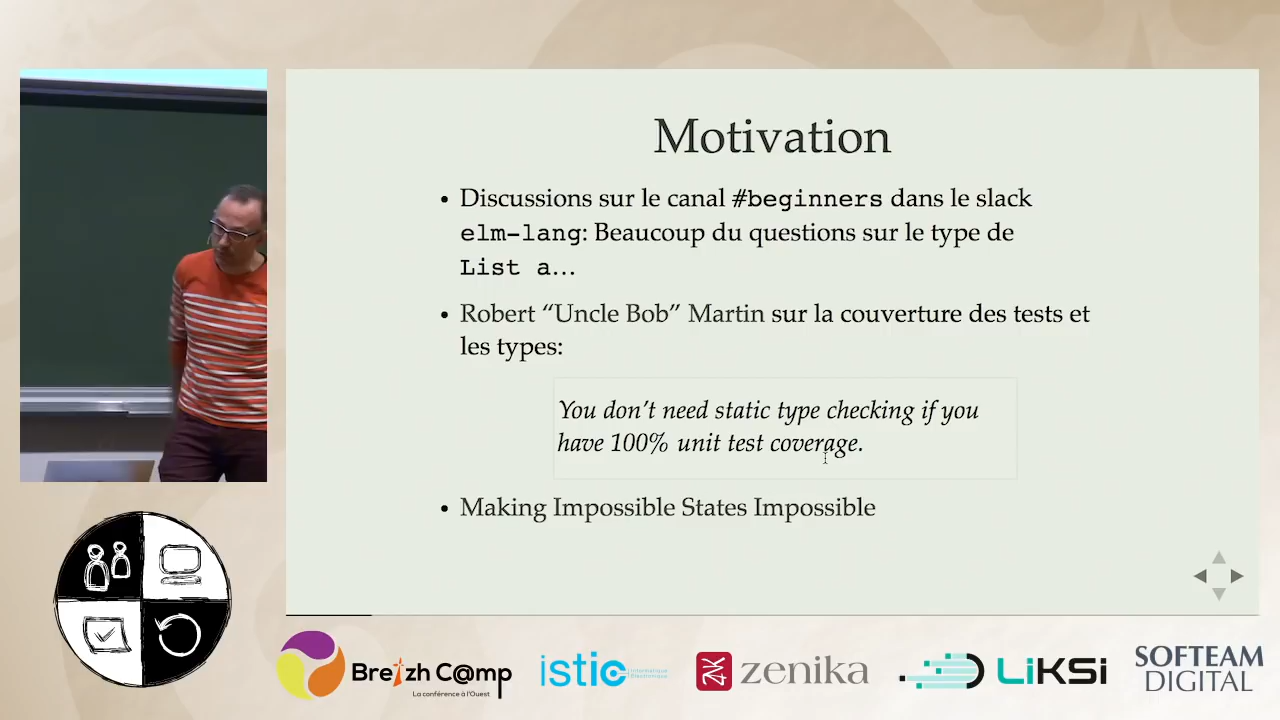 Motivation
• Discussions sur le canal #beginners dans le slack
elm-lang: Beaucoup du questions sur le type de
List a…
• Robert “Uncle Bob” Martin sur la couverture des tests et
les types:
You don’t need static type checking if you
have 100% unit test coverage.
• Making Impossible States Impossible
Breizh C@mp
La conférence à l'Ouest
istic
Informatique
Électronique
zenika
LiKSi
SOFTEAM
DIGITAL